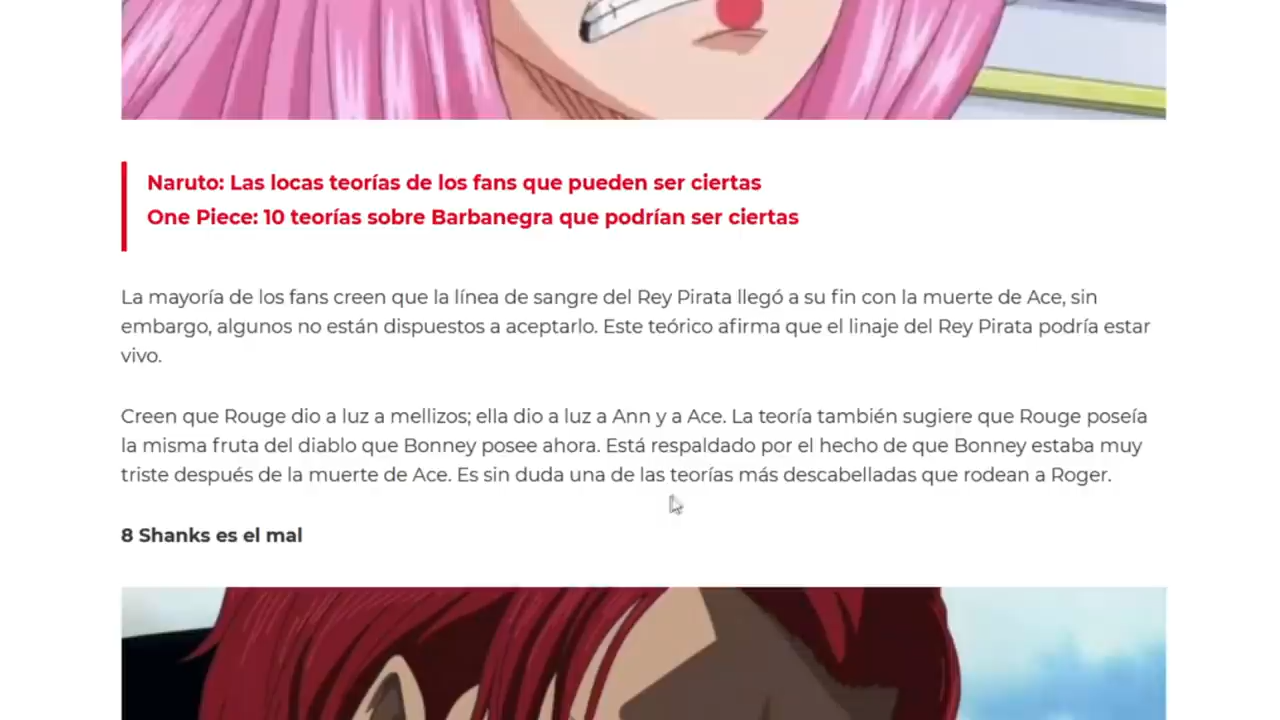 Naruto: Las locas teorías de los fans que pueden ser ciertas
One Piece: 10 teorías sobre Barbanegra que podrían ser ciertas
La mayoría de los fans creen que la línea de sangre del Rey Pirata llegó a su fin con la muerte de Ace, sin
embargo, algunos no están dispuestos a aceptarlo. Este teórico afirma que el linaje del Rey Pirata podría estar
vivo.
Creen que Rouge dio a luz a mellizos; ella dio a luz a Ann y a Ace. La teoría también sugiere que Rouge poseía
la misma fruta del diablo que Bonney posee ahora. Está respaldado por el hecho de que Bonney estaba muy
triste después de la muerte de Ace. Es sin duda una de las teorías más descabelladas que rodean a Roger.
8 Shanks es el mal